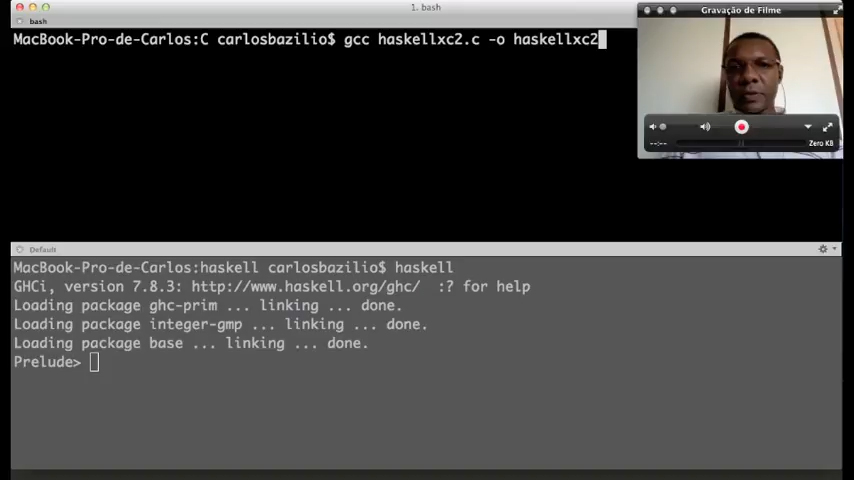 1. bash
bash
MacBook-Pro-de-Carlos:C carlosbazilio$ gcc haskellxc2.c -o haskellxc2
Gravação de Filme
--:--
Zero KB
Default
MacBook-Pro-de-Carlos:haskell carlosbazilio$ haskell
GHCi, version 7.8.3: http://www.haskell.org/ghc/  :? for help
Loading package ghc-prim ... linking ... done.
Loading package integer-gmp ... linking ... done.
Loading package base ... linking ... done.
Prelude>